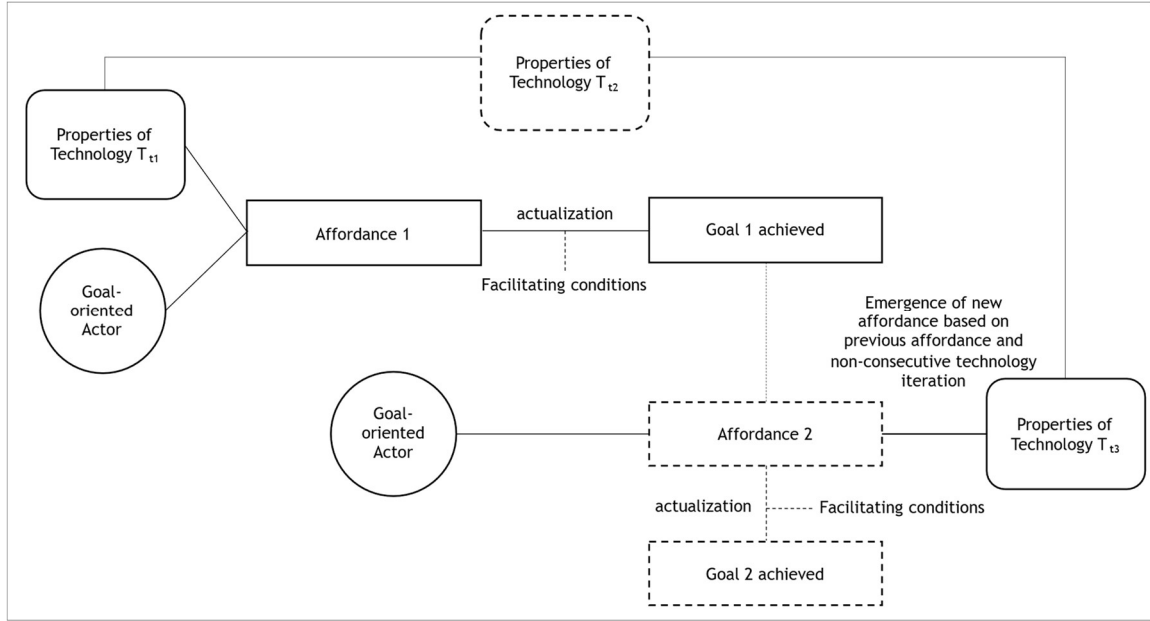 Properties of
Technology T t2
Properties of
Technology T t1
Affordance 1
actualization
Facilitating conditions
Goal 1 achieved
Goal-
oriented
Actor
Emergence of new
affordance based on
previous affordance and
non-consecutive technology
iteration
Goal-
oriented
Actor
Affordance 2
Properties of
Technology T t3
actualization
Facilitating conditions
Goal 2 achieved